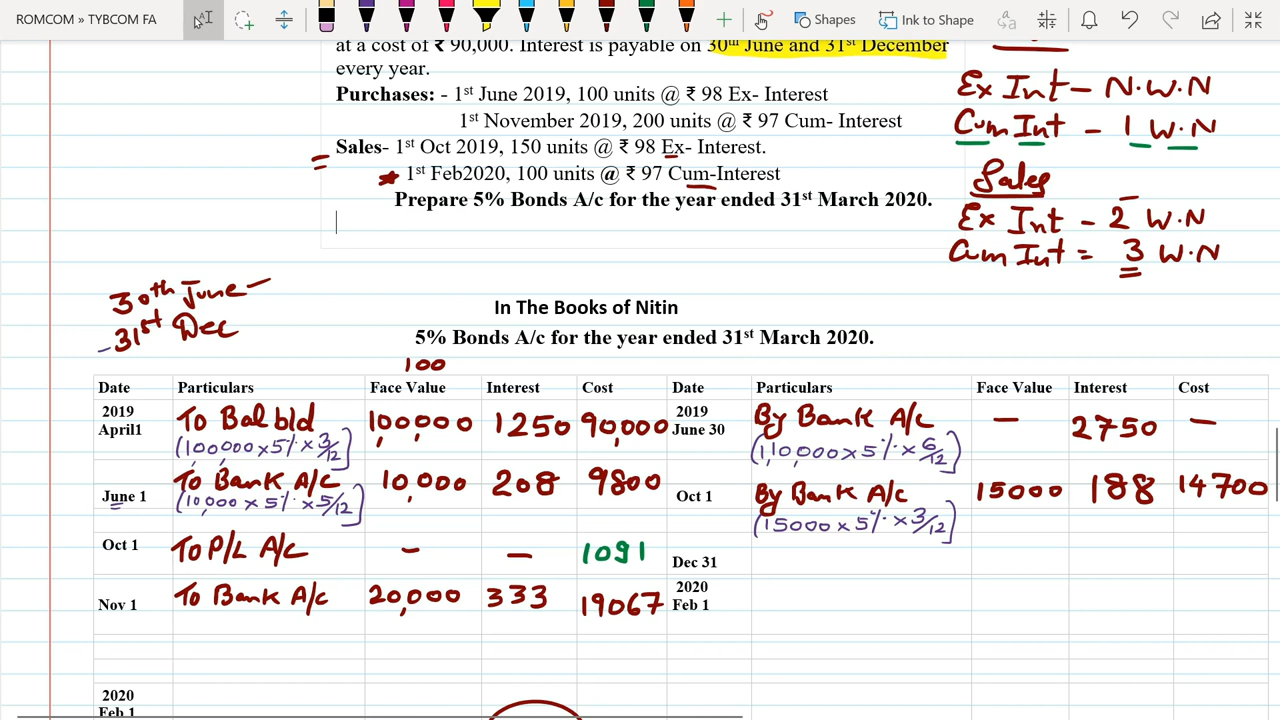 ROMCOM » TYBCOM FA
Shapes
Ink to Shape
at a cost of ₹ 90,000. Interest is payable on 30th June and 31st December
every year.
Purchases: - 1st June 2019, 100 units @ ₹ 98 Ex- Interest
1st November 2019, 200 units @ ₹ 97 Cum- Interest
Sales- 1st Oct 2019, 150 units @ ₹ 98 Ex- Interest.
1st Feb2020, 100 units @ ₹ 97 Cum-Interest
Prepare 5% Bonds A/c for the year ended 31st March 2020.
Ex Int - N.W.N
Cum Int - 1 W.N
Sales
Ex Int - 2 W.N
Cum Int = 3 W.N
30th June -
- 31st Dec
In The Books of Nitin
5% Bonds A/c for the year ended 31st March 2020.
100
Date Particulars Face Value Interest Cost Date Particulars Face Value Interest Cost
2019 April1 To Bal b/d 100,000 1250 90,000 2019 June 30 By Bank A/c - 2750 -
(100,000 x 5% x 3/12) (1,10,000 x 5% x 6/12)
June 1 To Bank A/C 10,000 208 9800 Oct 1 By Bank A/c 15000 188 14700
(10,000 x 5% x 5/12) (15000 x 5% x 3/12)
Oct 1 To P/L A/C - - 1091 Dec 31
Nov 1 To Bank A/c 20,000 333 19067 2020 Feb 1
2020
Feb 1